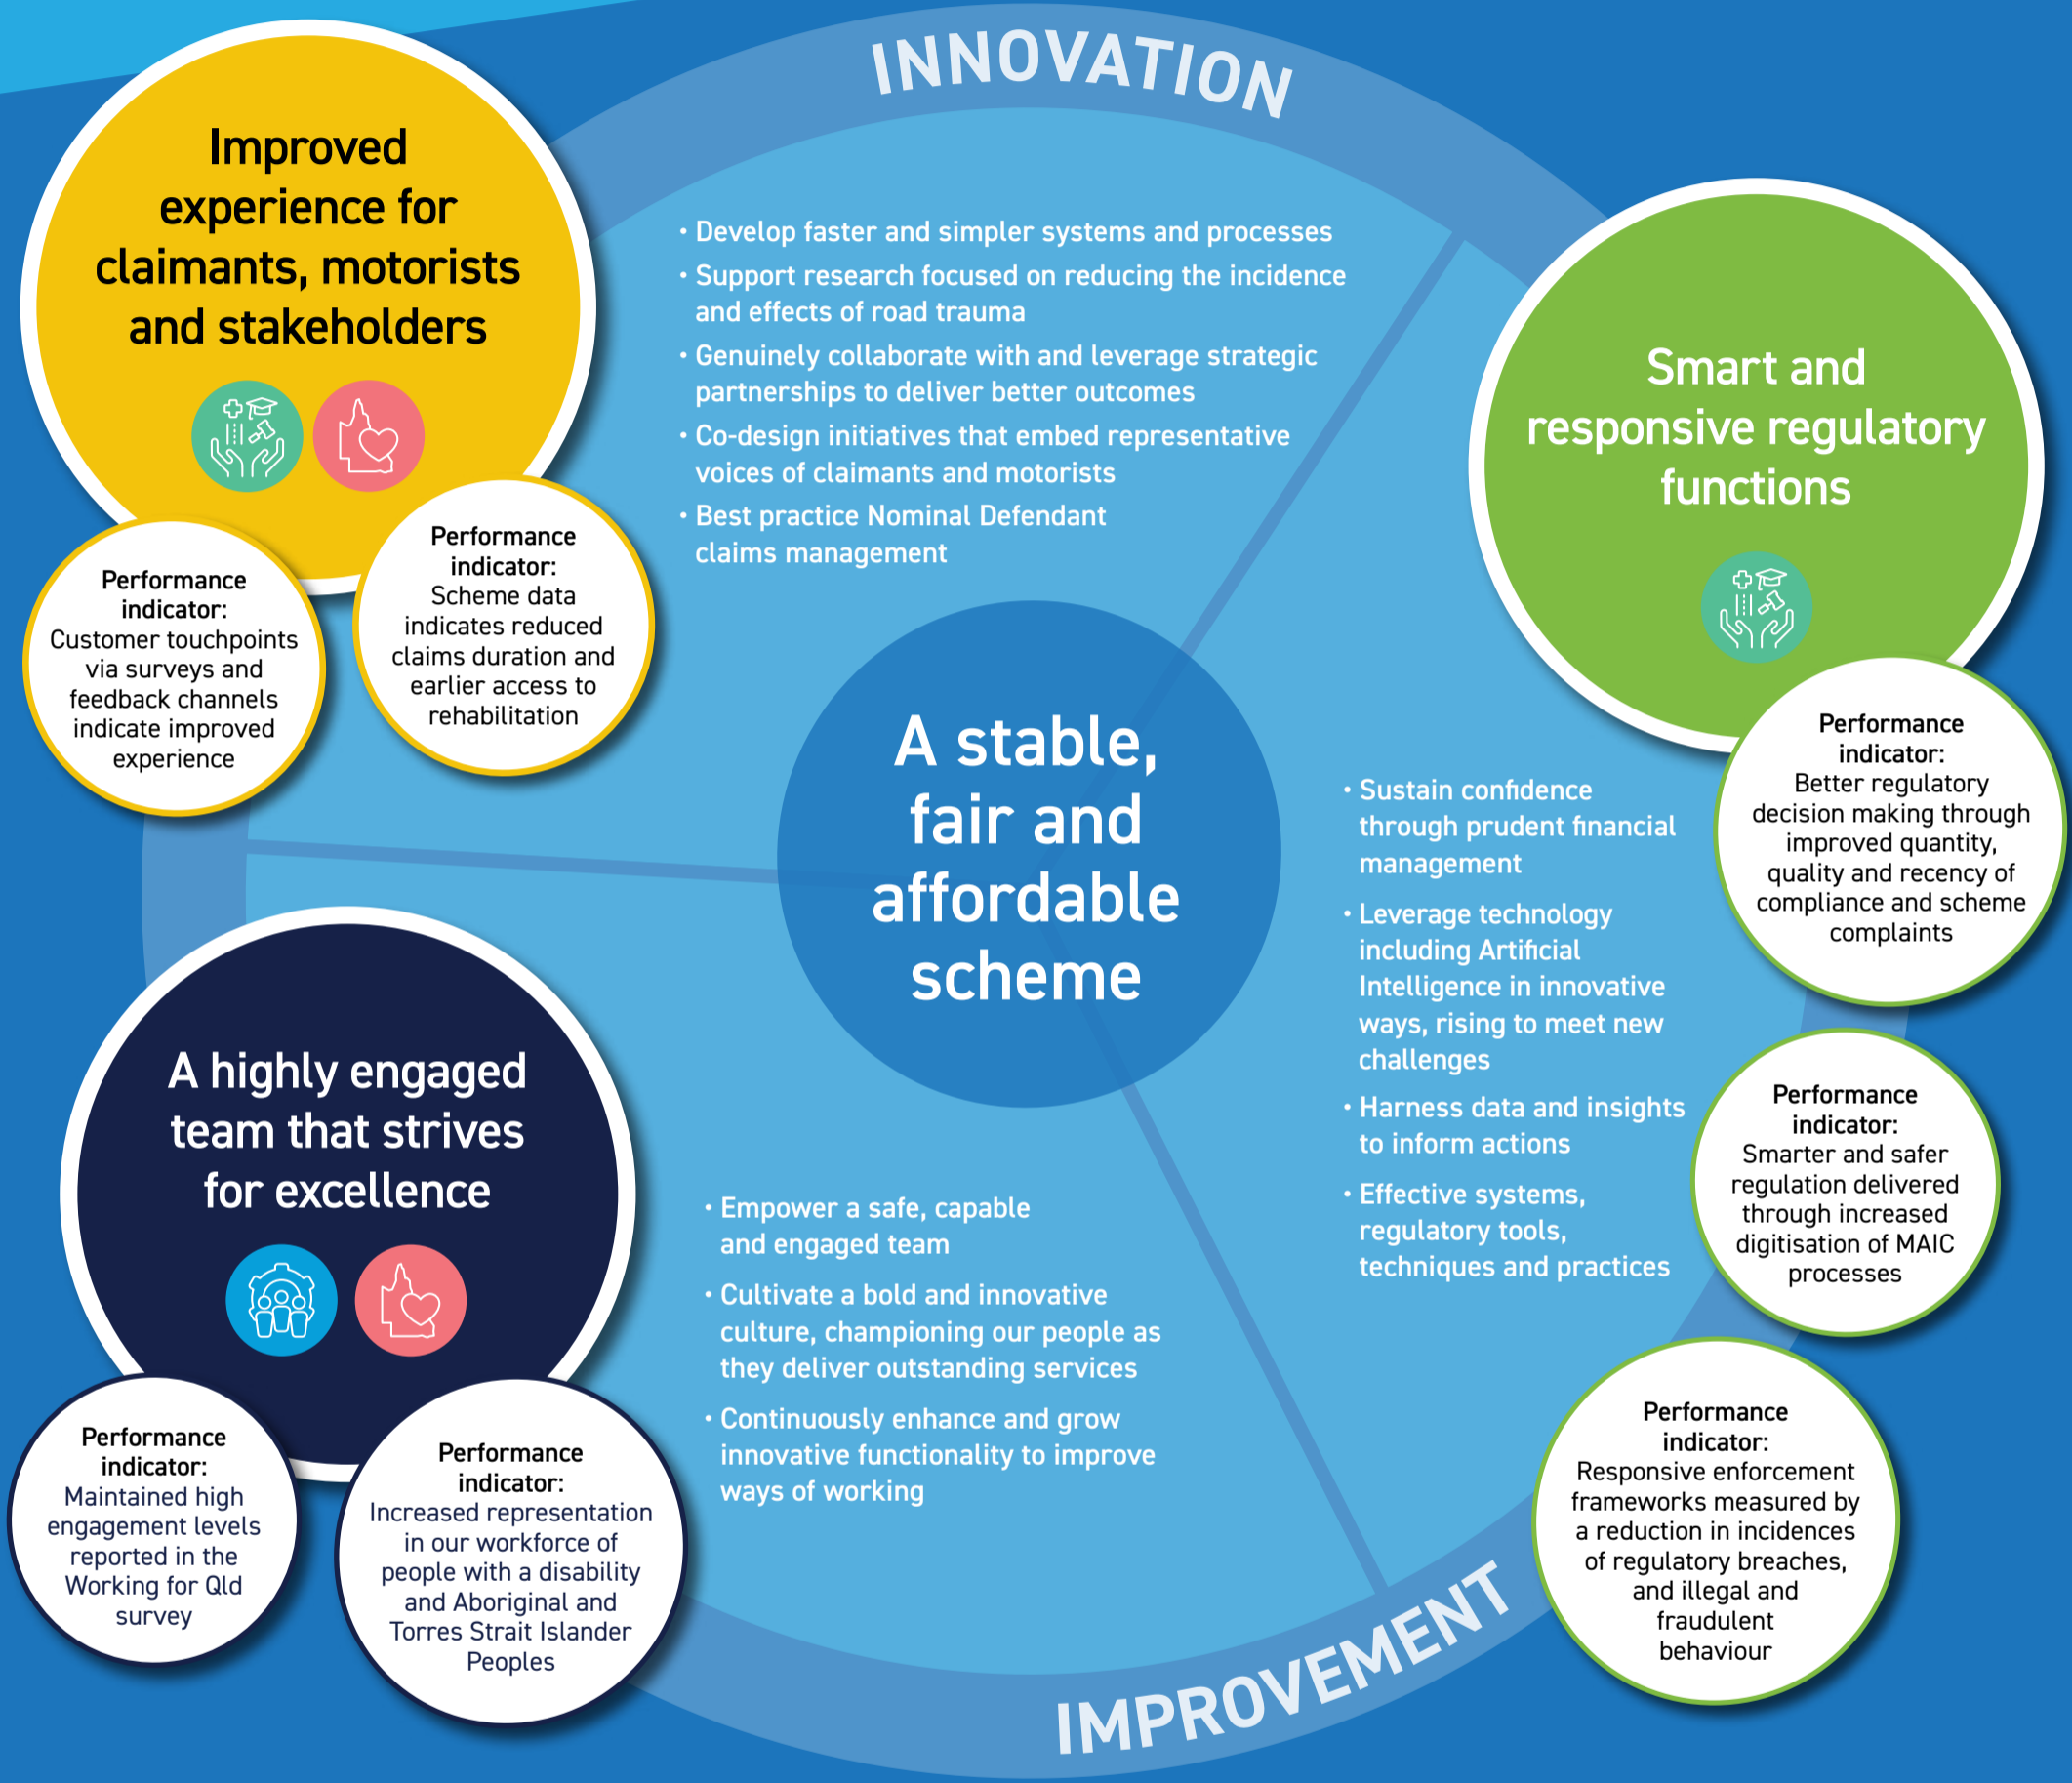 INNOVATION
Improved
experience for
claimants, motorists
and stakeholders
Performance
indicator:
Customer touchpoints
via surveys and
feedback channels
indicate improved
experience
Performance
indicator:
Scheme data
indicates reduced
claims duration and
earlier access to
rehabilitation
• Develop faster and simpler systems and processes
• Support research focused on reducing the incidence
and effects of road trauma
• Genuinely collaborate with and leverage strategic
partnerships to deliver better outcomes
• Co-design initiatives that embed representative
voices of claimants and motorists
• Best practice Nominal Defendant
claims management
Smart and
responsive regulatory
functions
Performance
indicator:
Better regulatory
decision making through
improved quantity,
quality and recency of
compliance and scheme
complaints
Performance
indicator:
Smarter and safer
regulation delivered
through increased
digitisation of MAIC
processes
Performance
indicator:
Responsive enforcement
frameworks measured by
a reduction in incidences
of regulatory breaches,
and illegal and
fraudulent
behaviour
• Sustain confidence
through prudent financial
management
• Leverage technology
including Artificial
Intelligence in innovative
ways, rising to meet new
challenges
• Harness data and insights
to inform actions
• Effective systems,
regulatory tools,
techniques and practices
A stable,
fair and
affordable
scheme
A highly engaged
team that strives
for excellence
Performance
indicator:
Maintained high
engagement levels
reported in the
Working for Qld
survey
Performance
indicator:
Increased representation
in our workforce of
people with a disability
and Aboriginal and
Torres Strait Islander
Peoples
• Empower a safe, capable
and engaged team
• Cultivate a bold and innovative
culture, championing our people as
they deliver outstanding services
• Continuously enhance and grow
innovative functionality to improve
ways of working
IMPROVEMENT